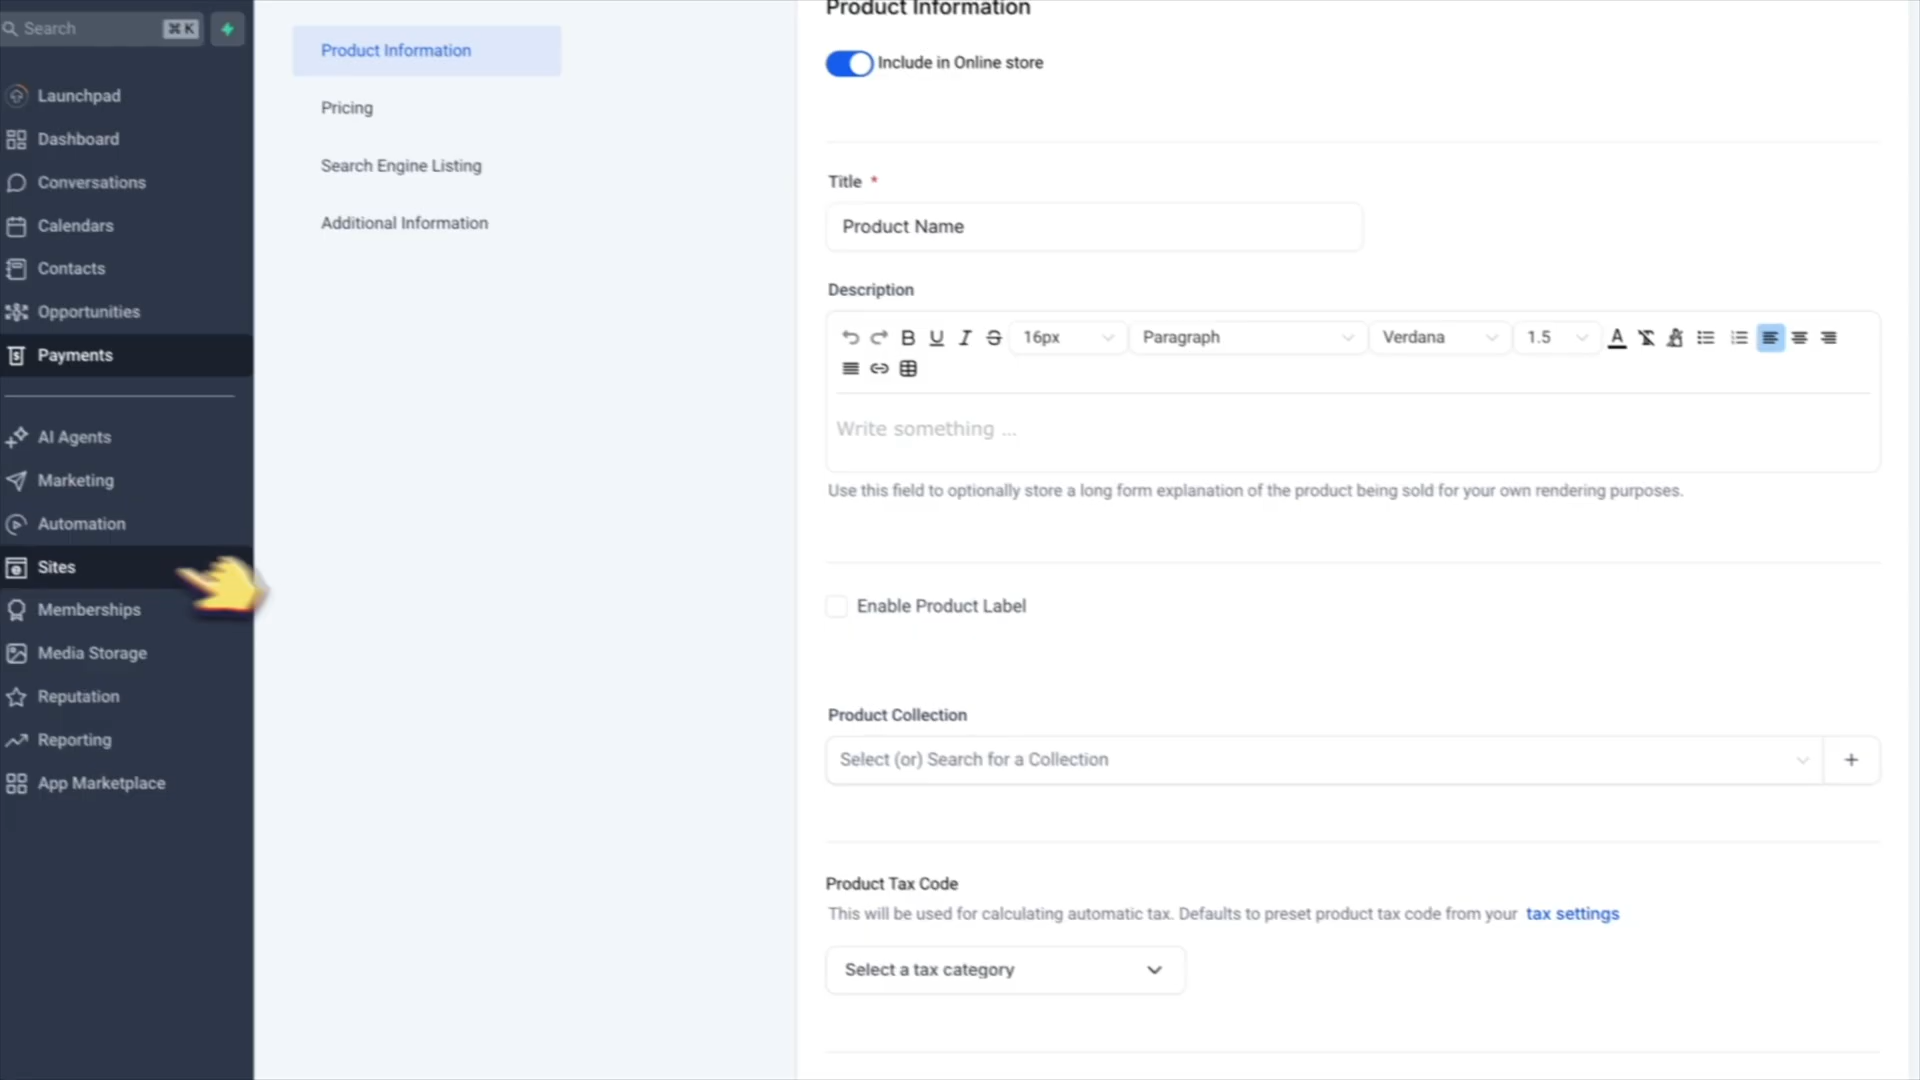 Search
⌘ K
Launchpad
Dashboard
Conversations
Calendars
Contacts
Opportunities
Payments
AI Agents
Marketing
Automation
Sites
Memberships
Media Storage
Reputation
Reporting
App Marketplace
Product Information
Pricing
Search Engine Listing
Additional Information
Product Information
Include in Online store
Title *
Product Name
Description
B U I S 16px Paragraph Verdana 1.5 A
Write something ...
Use this field to optionally store a long form explanation of the product being sold for your own rendering purposes.
Enable Product Label
Product Collection
Select (or) Search for a Collection
+
Product Tax Code
This will be used for calculating automatic tax. Defaults to preset product tax code from your tax settings
Select a tax category